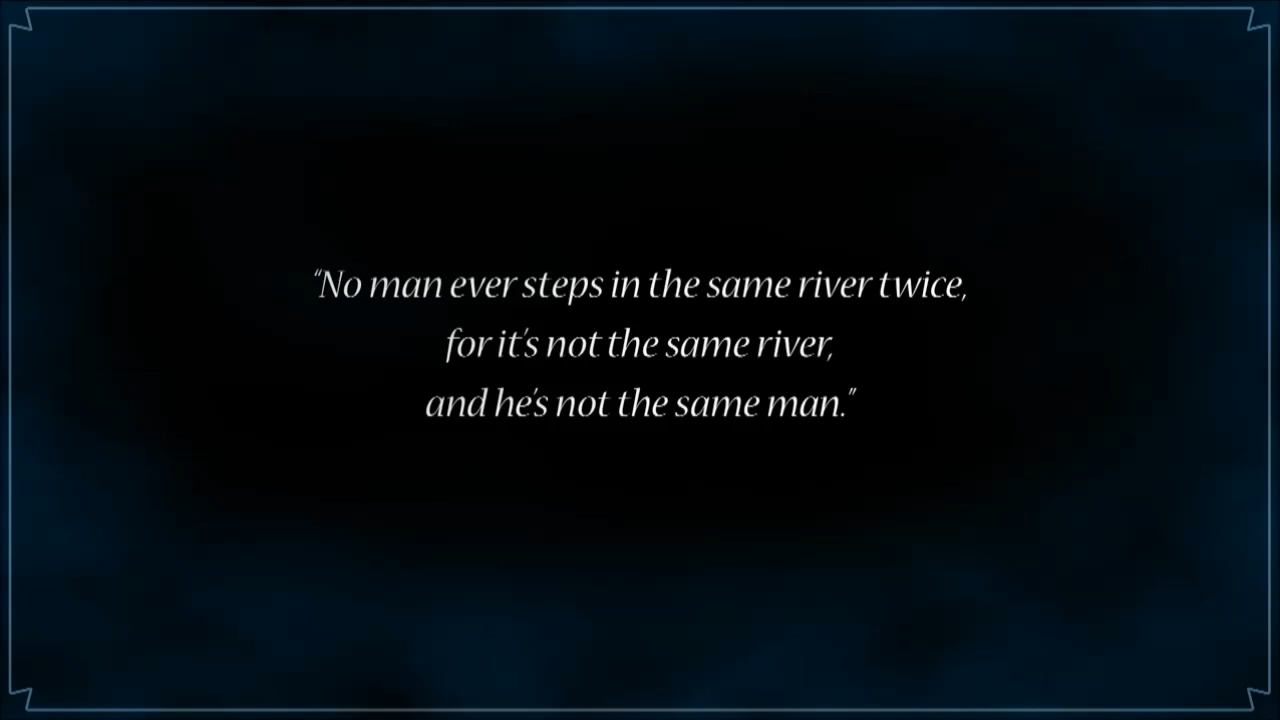 “No man ever steps in the same river twice,
for it's not the same river,
and he's not the same man.”